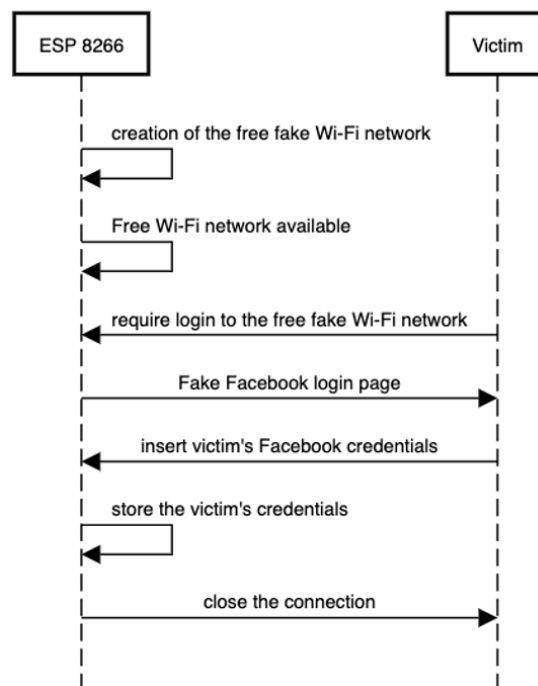 ESP 8266
Victim
creation of the free fake Wi-Fi network
Free Wi-Fi network available
require login to the free fake Wi-Fi network
Fake Facebook login page
insert victim's Facebook credentials
store the victim's credentials
close the connection